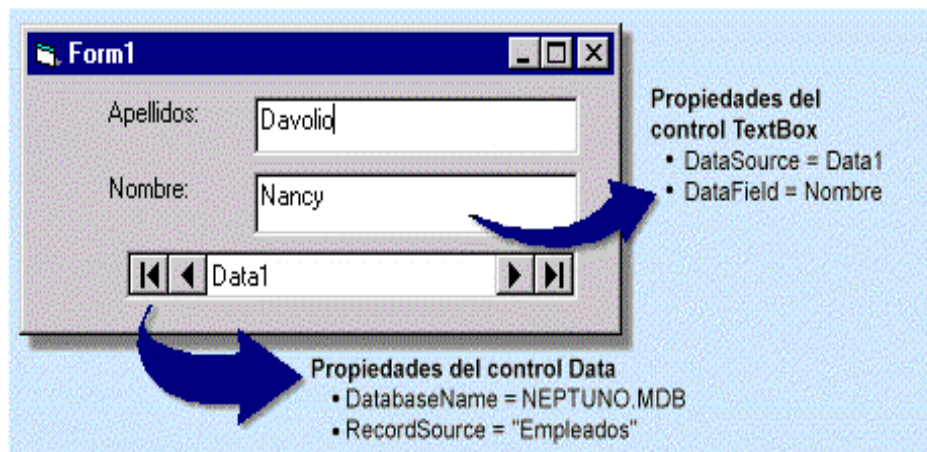 Form1
Apellidos:
Davolio
Nombre:
Nancy
Data1
Propiedades del
control TextBox
• DataSource = Data1
• DataField = Nombre
Propiedades del control Data
• DatabaseName = NEPTUNO.MDB
• RecordSource = "Empleados"